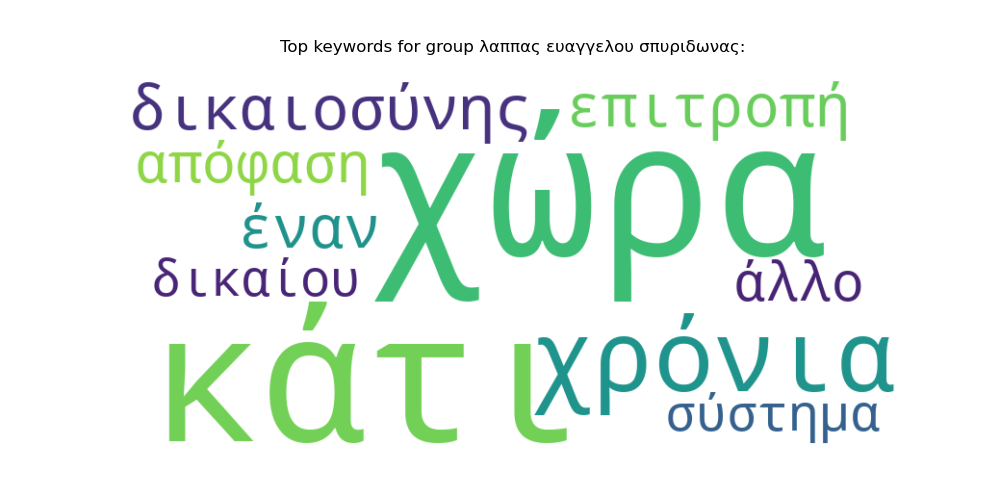 Top keywords for group λαππας ευαγγελου σπυριδωνας:
δικαιοσύνης
επιτροπή
απόφαση
χώρα
έναν
δικαίου
άλλο
κάτι
χρόνια
σύστημα